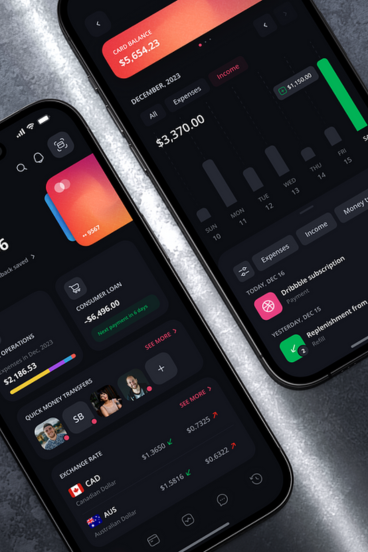 CARD BALANCE
$5,654.23
DECEMBER, 2023
All
Expenses
Income
$3,370.00
$1,150.00
SUN
10
MON
11
TUE
12
WED
13
THU
14
FRI
15
Expenses
Income
TODAY, DEC 16
Dribbble subscription
Payment
YESTERDAY, DEC 15
Replenishment from
Refill
2
6
•• 9567
back saved
OPERATIONS
Expenses in Dec, 2023
$2,186.53
CONSUMER LOAN
-$6,496.00
Next payment in 9 days
QUICK MONEY TRANSFERS
SEE MORE
SB
+
EXCHANGE RATE
SEE MORE
CAD
Canadian Dollar
$1.3650
$0.7325
AUS
Australian Dollar
$1.5816
$0.6322